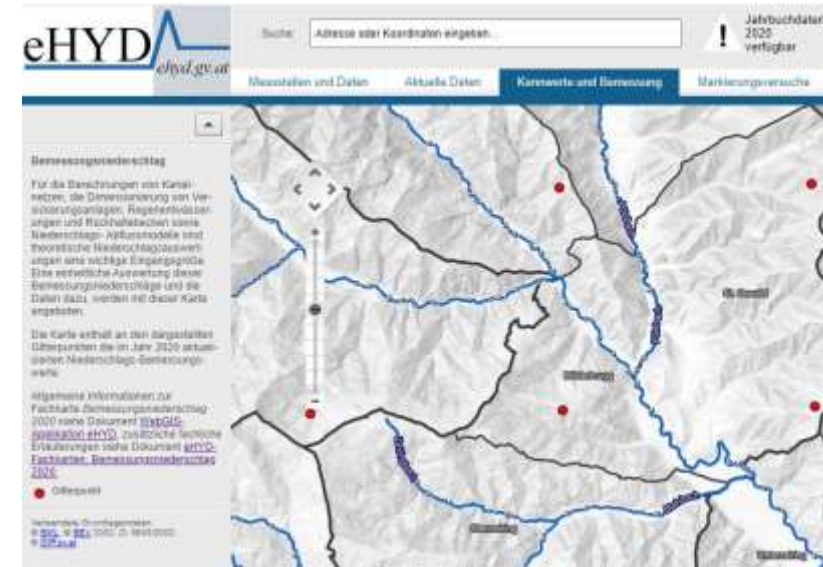 eHYD
ehyd.gv.at
Suche:
Adresse oder Koordinaten eingeben...
!
Jahrbuchdaten
2020
verfügbar
Messstellen und Daten
Aktuelle Daten
Kennwerte und Bemessung
Markierungsversuche
Bemessungsniederschlag
Für die Berechnungen von Kanal-
netzen, die Dimensionierung von Ver-
sickerungsanlagen, Regenentlastungs-
und Rückhaltebecken sowie
Niederschlags- Abflussmodelle sind
theoretische Niederschlagsauswert-
ungen eine wichtige Eingangsgröße.
Eine einheitliche Auswertung dieser
Bemessungsniederschläge und die
Daten dazu, werden mit dieser Karte
angeboten.
Die Karte enthält an den dargestellten
Gitterpunkten die im Jahr 2020 aktuali-
sierten Niederschlags-Bemessungs-
werte.
Allgemeine Informationen zur
Fachkarte Bemessungsniederschlag
2020 siehe Dokument WebGIS-
Applikation eHYD, zusätzliche fachliche
Erläuterungen siehe Dokument eHYD-
Fachkarten: Bemessungsniederschlag
2020.
Gitterpunkt